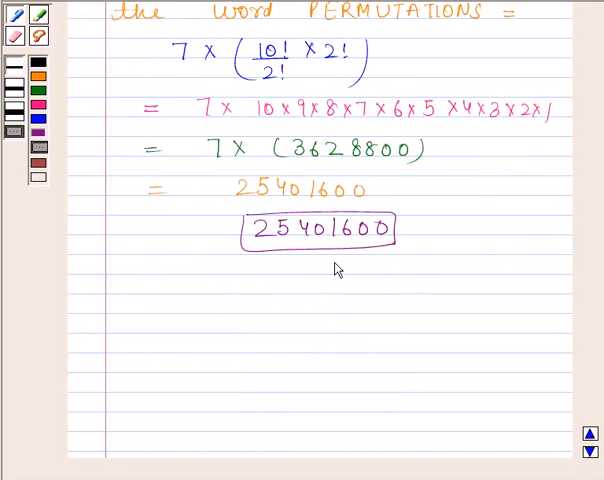 the word PERMUTATIONS =
7 × ( 10! / 2! × 2! )
= 7 × 10 × 9 × 8 × 7 × 6 × 5 × 4 × 3 × 2 × 1
= 7 × (3628800)
= 25401600
25401600